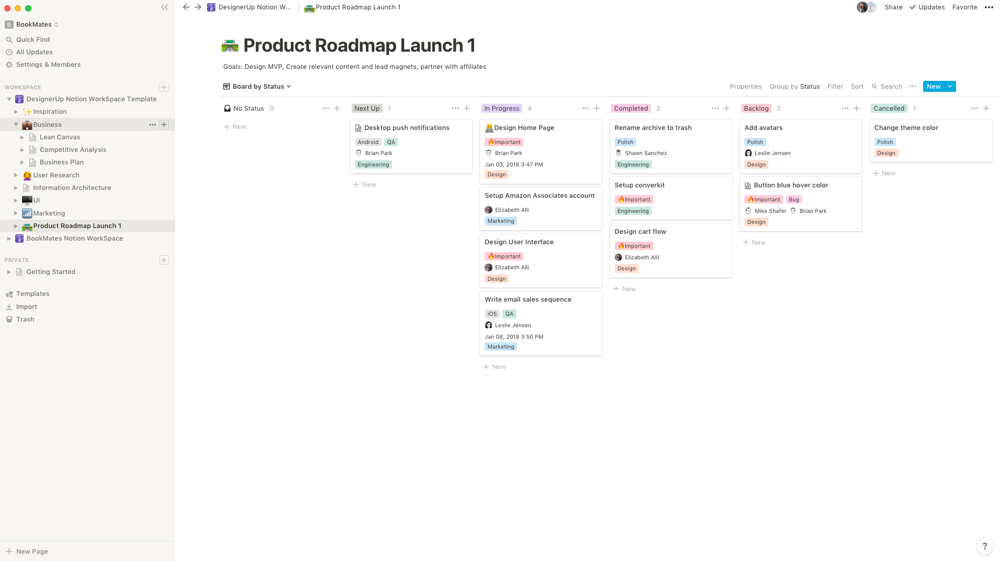 DesignerUp Notion W... / Product Roadmap Launch 1
Share Updates Favorite
B BookMates
Quick Find
All Updates
Settings & Members
WORKSPACE
DesignerUp Notion WorkSpace Template
Inspiration
Business
Lean Canvas
Competitive Analysis
Business Plan
User Research
Information Architecture
UI
Marketing
Product Roadmap Launch 1
BookMates Notion WorkSpace
PRIVATE
Getting Started
Templates
Import
Trash
New Page
Product Roadmap Launch 1
Goals: Design MVP, Create relevant content and lead magnets, partner with affiliates
Board by Status
Properties Group by Status Filter Sort Search New
No Status 0
New
Next Up 1
Desktop push notifications
Android QA
Brian Park
Engineering
New
In Progress 4
Design Home Page
Important
Brian Park
Jan 03, 2018 3:47 PM
Design
Setup Amazon Associates account
Elizabeth Alli
Marketing
Design User Interface
Important
Elizabeth Alli
Design
Write email sales sequence
iOS QA
Leslie Jensen
Jan 08, 2018 3:50 PM
Marketing
New
Completed 3
Rename archive to trash
Polish
Shawn Sanchez
Engineering
Setup converkit
Important
Engineering
Design cart flow
Important
Elizabeth Alli
Design
New
Backlog 2
Add avatars
Polish
Leslie Jensen
Design
Button blue hover color
Important Bug
Mike Shafer Brian Park
Design
New
Cancelled 1
Change theme color
Polish
Design
New
?